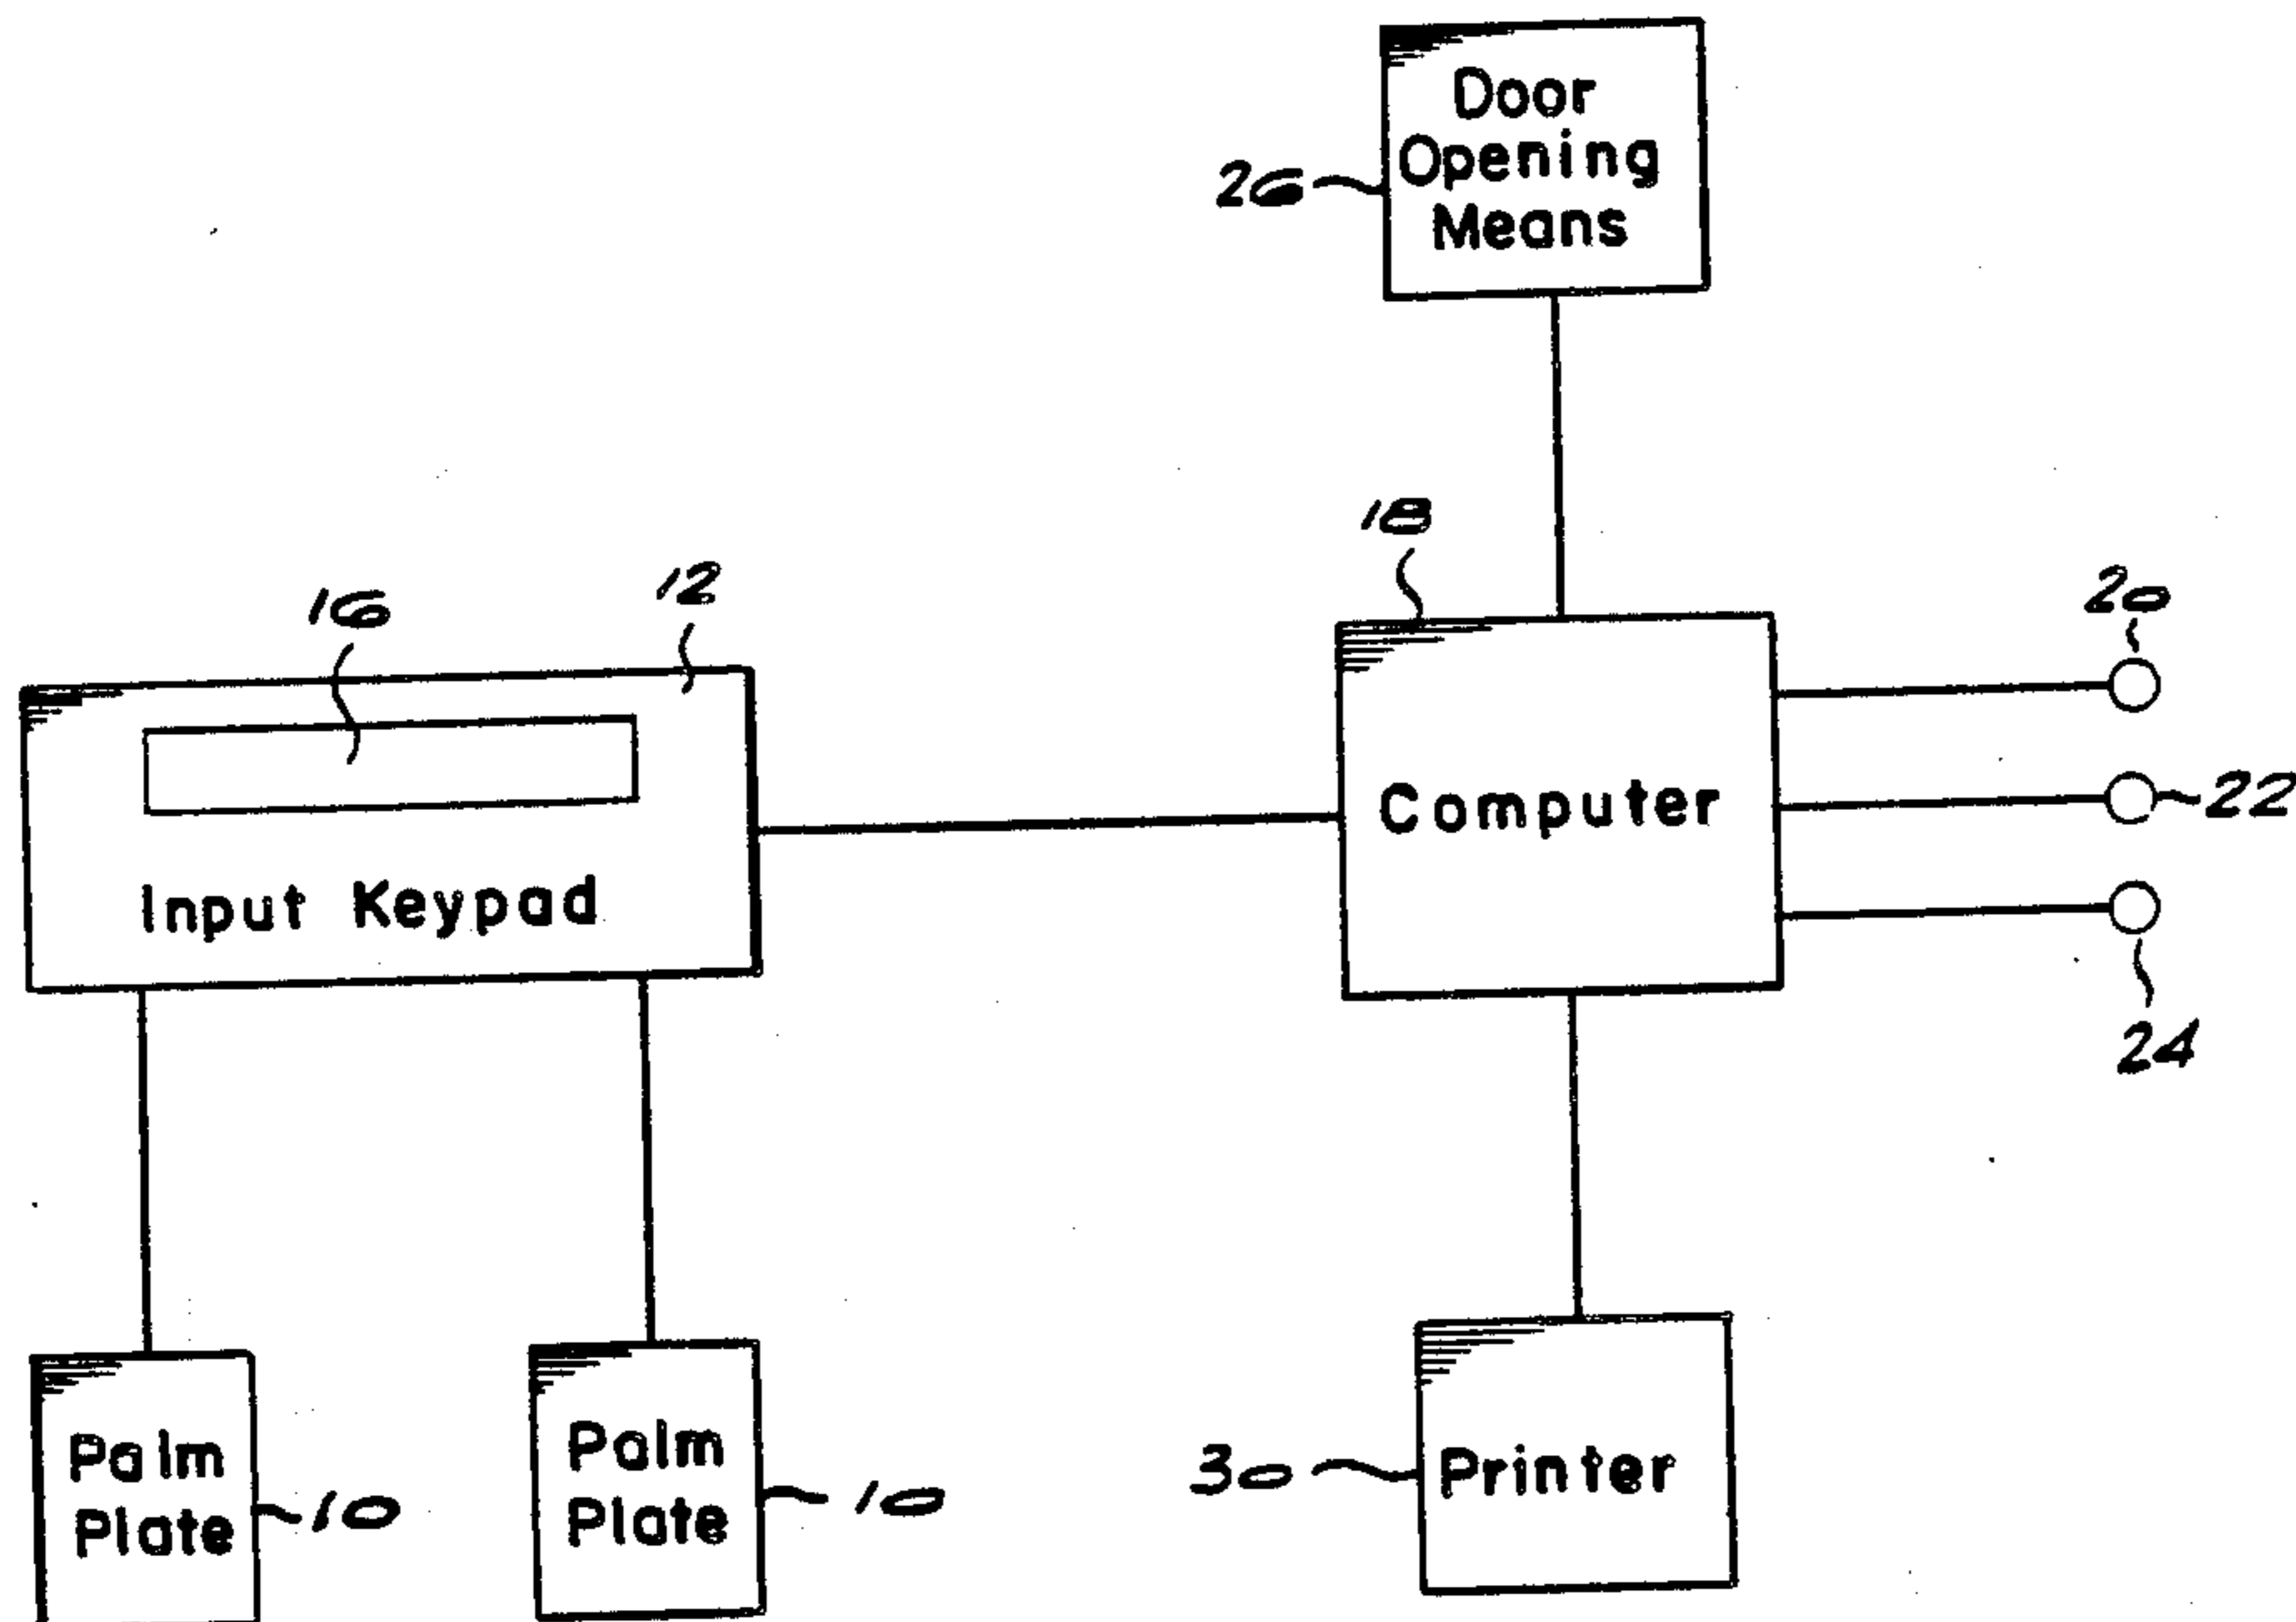 Door
Opening
Means
26
18
20
16
12
22
Computer
Input Keypad
24
Palm
Plate
10
Palm
Plate
10
30
Printer